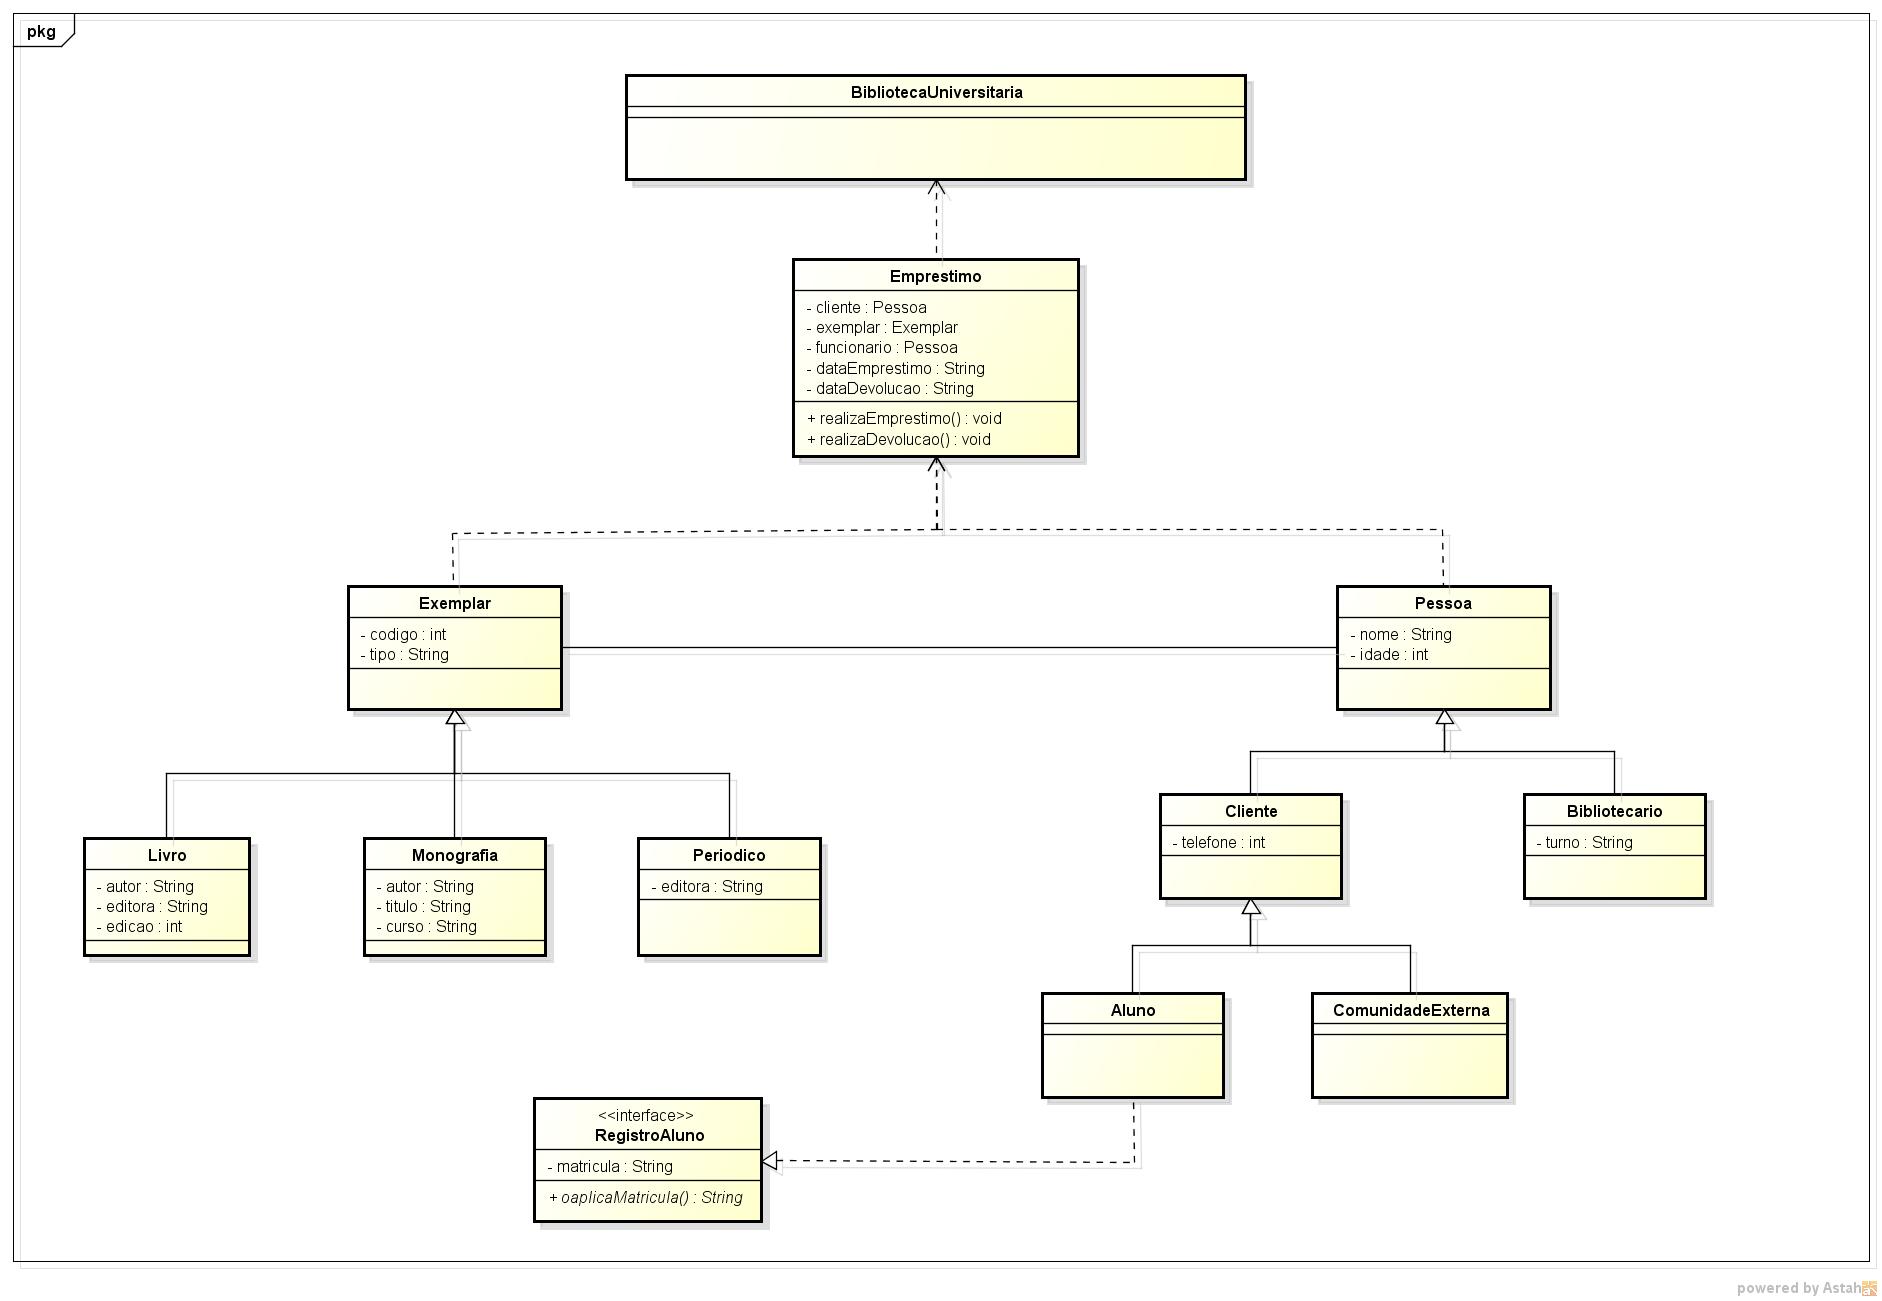 pkg
BibliotecaUniversitaria
Emprestimo
- cliente : Pessoa
- exemplar : Exemplar
- funcionario : Pessoa
- dataEmprestimo : String
- dataDevolucao : String
+ realizaEmprestimo() : void
+ realizaDevolucao() : void
Exemplar
- codigo : int
- tipo : String
Pessoa
- nome : String
- idade : int
Livro
- autor : String
- editora : String
- edicao : int
Monografia
- autor : String
- titulo : String
- curso : String
Periodico
- editora : String
Cliente
- telefone : int
Bibliotecario
- turno : String
Aluno
ComunidadeExterna
<<interface>>
RegistroAluno
- matricula : String
+ oaplicaMatricula() : String
powered by Astah